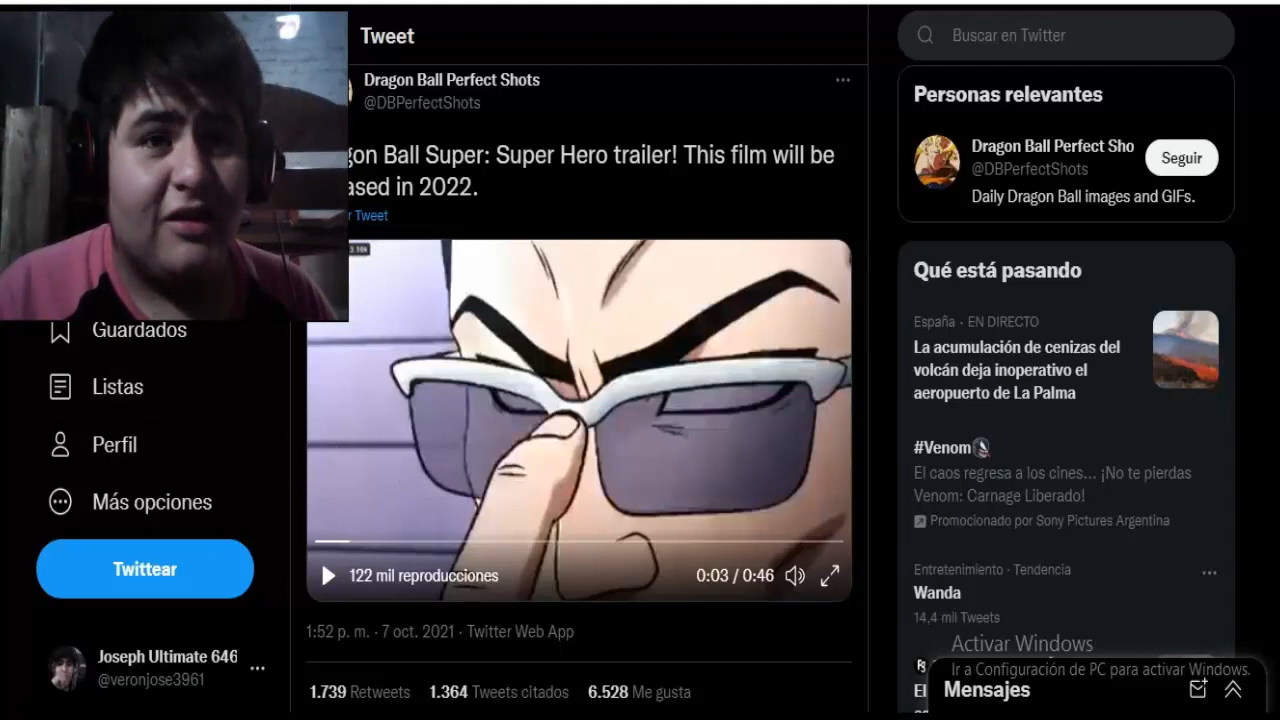 Tweet
Dragon Ball Perfect Shots
@DBPerfectShots
gon Ball Super: Super Hero trailer! This film will be
ased in 2022.
r Tweet
122 mil reproducciones
0:03 / 0:46
1:52 p. m. · 7 oct. 2021 · Twitter Web App
1.739 Retweets 1.364 Tweets citados 6.528 Me gusta
Guardados
Listas
Perfil
Más opciones
Twittear
Joseph Ultimate 646
@veronjose3961
Buscar en Twitter
Personas relevantes
Dragon Ball Perfect Sho
@DBPerfectShots
Seguir
Daily Dragon Ball images and GIFs.
Qué está pasando
España · EN DIRECTO
La acumulación de cenizas del
volcán deja inoperativo el
aeropuerto de La Palma
#Venom
El caos regresa a los cines... ¡No te pierdas
Venom: Carnage Liberado!
Promocionado por Sony Pictures Argentina
Entretenimiento · Tendencia
Wanda
14,4 mil Tweets
Activar Windows
Ir a Configuración de PC para activar Windows.
El
Mensajes